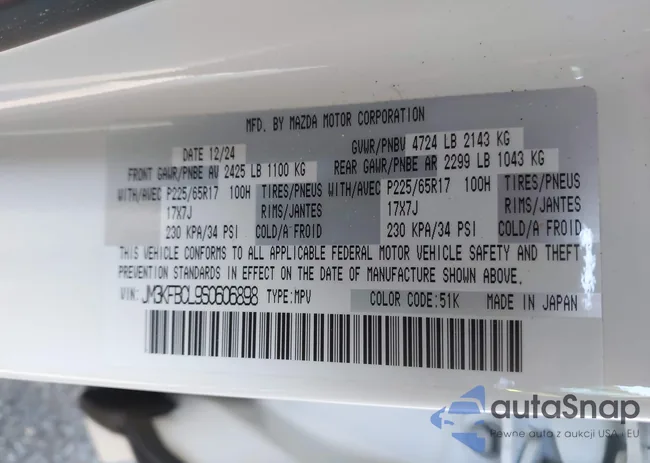 MFD. BY MAZDA MOTOR CORPORATION
DATE 12/24 GVWR/PNBV 4724 LB 2143 KG
FRONT GAWR/PNBE AV 2425 LB 1100 KG REAR GAWR/PNBE AR 2299 LB 1043 KG
WITH/AVEC P225/65R17 100H TIRES/PNEUS WITH/AVEC P225/65R17 100H TIRES/PNEUS
17X7J RIMS/JANTES 17X7J RIMS/JANTES
230 KPA/34 PSI COLD/A FROID 230 KPA/34 PSI COLD/A FROID
THIS VEHICLE CONFORMS TO ALL APPLICABLE FEDERAL MOTOR VEHICLE SAFETY AND THEFT
PREVENTION STANDARDS IN EFFECT ON THE DATE OF MANUFACTURE SHOWN ABOVE.
VIN: JM3KFBCL9S0606898 TYPE:MPV COLOR CODE:51K MADE IN JAPAN
autaSnap
Pewne auta z aukcji USA i EU